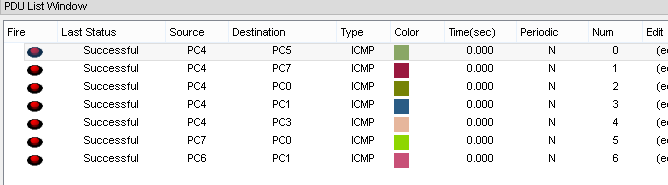 PDU List Window
Fire Last Status Source Destination Type Color Time(sec) Periodic Num Edit
Successful PC4 PC5 ICMP 0.000 N 0 (e
Successful PC4 PC7 ICMP 0.000 N 1 (e
Successful PC4 PC0 ICMP 0.000 N 2 (e
Successful PC4 PC1 ICMP 0.000 N 3 (e
Successful PC4 PC3 ICMP 0.000 N 4 (e
Successful PC7 PC0 ICMP 0.000 N 5 (e
Successful PC6 PC1 ICMP 0.000 N 6 (e